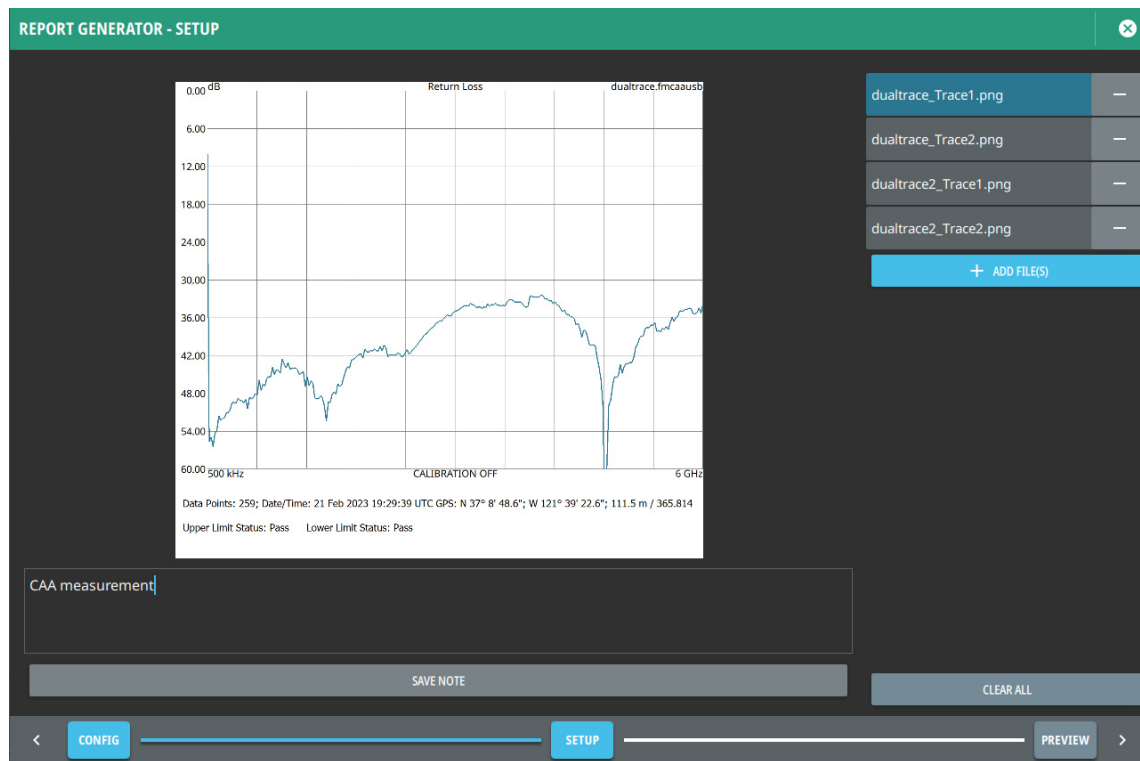 REPORT GENERATOR - SETUP
0.00 dB Return Loss dualtrace.fmcaausb
6.00
12.00
18.00
24.00
30.00
36.00
42.00
48.00
54.00
60.00
500 kHz CALIBRATION OFF 6 GHz
Data Points: 259; Date/Time: 21 Feb 2023 19:29:39 UTC GPS: N 37° 8' 48.6"; W 121° 39' 22.6"; 111.5 m / 365.814
Upper Limit Status: Pass Lower Limit Status: Pass
dualtrace_Trace1.png
dualtrace_Trace2.png
dualtrace2_Trace1.png
dualtrace2_Trace2.png
+ ADD FILE(S)
CAA measurement
SAVE NOTE
CLEAR ALL
CONFIG SETUP PREVIEW